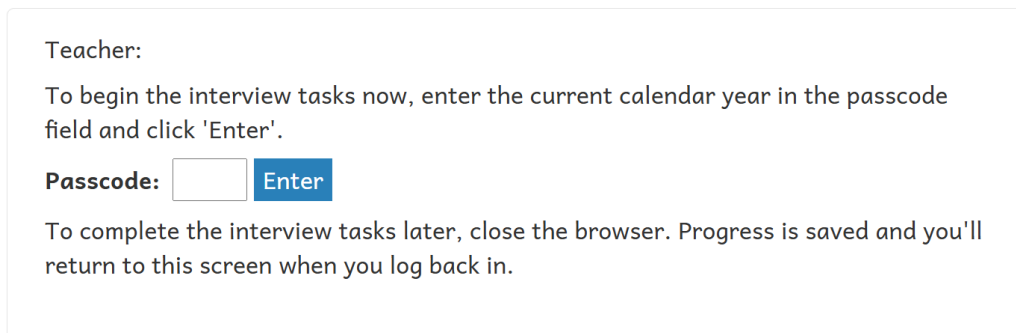 Teacher:
To begin the interview tasks now, enter the current calendar year in the passcode
field and click 'Enter'.
Passcode: Enter
To complete the interview tasks later, close the browser. Progress is saved and you'll
return to this screen when you log back in.